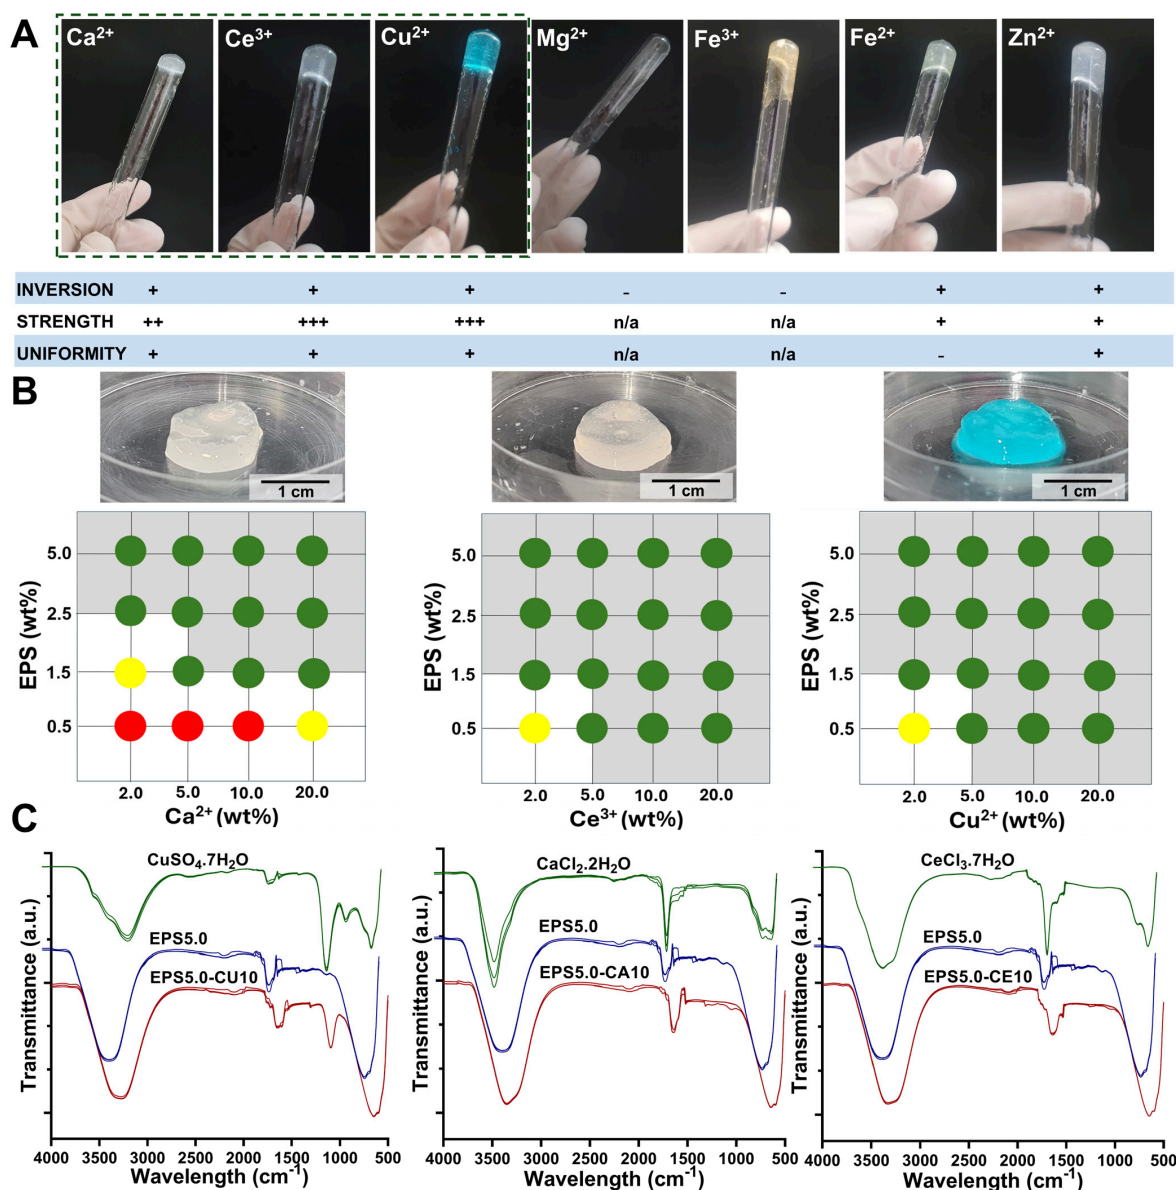 A
Ca²⁺ Ce³⁺ Cu²⁺ Mg²⁺ Fe³⁺ Fe²⁺ Zn²⁺
INVERSION + + + - - + +
STRENGTH ++ +++ +++ n/a n/a + +
UNIFORMITY + + + n/a n/a - +
B
1 cm 1 cm 1 cm
EPS (wt%)
5.0
2.5
1.5
0.5
2.0 5.0 10.0 20.0
Ca²⁺ (wt%)
EPS (wt%)
5.0
2.5
1.5
0.5
2.0 5.0 10.0 20.0
Ce³⁺ (wt%)
EPS (wt%)
5.0
2.5
1.5
0.5
2.0 5.0 10.0 20.0
Cu²⁺ (wt%)
C
Transmittance (a.u.)
CuSO₄.7H₂O
EPS5.0
EPS5.0-CU10
4000 3500 3000 2500 2000 1500 1000 500
Wavelength (cm⁻¹)
Transmittance (a.u.)
CaCl₂.2H₂O
EPS5.0
EPS5.0-CA10
4000 3500 3000 2500 2000 1500 1000 500
Wavelength (cm⁻¹)
Transmittance (a.u.)
CeCl₃.7H₂O
EPS5.0
EPS5.0-CE10
4000 3500 3000 2500 2000 1500 1000 500
Wavelength (cm⁻¹)